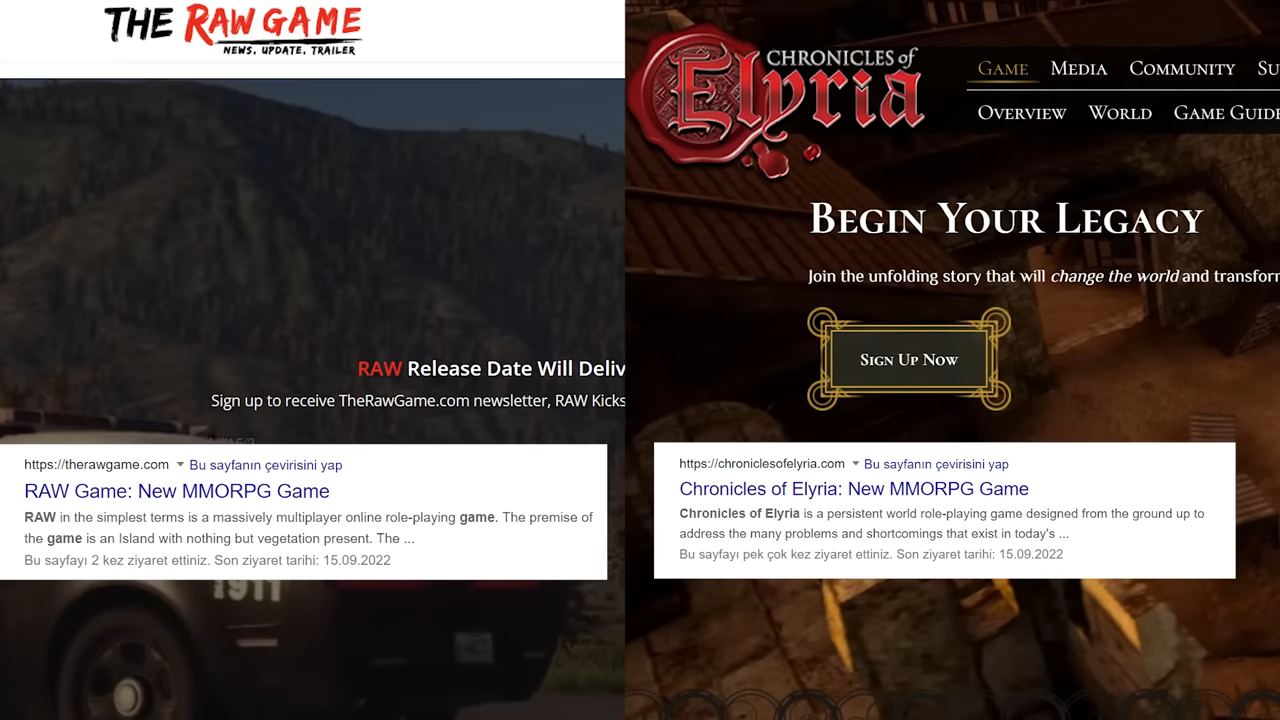 THE RAW GAME
NEWS, UPDATE, TRAILER
RAW Release Date Will Deliv
Sign up to receive TheRawGame.com newsletter, RAW Kicks
https://therawgame.com Bu sayfanın çevirisini yap
RAW Game: New MMORPG Game
RAW in the simplest terms is a massively multiplayer online role-playing game. The premise of
the game is an Island with nothing but vegetation present. The ...
Bu sayfayı 2 kez ziyaret ettiniz. Son ziyaret tarihi: 15.09.2022
911
CHRONICLES of
Elyria
GAME MEDIA COMMUNITY SU
OVERVIEW WORLD GAME GUIDE
BEGIN YOUR LEGACY
Join the unfolding story that will change the world and transfor
SIGN UP NOW
https://chroniclesofelyria.com Bu sayfanın çevirisini yap
Chronicles of Elyria: New MMORPG Game
Chronicles of Elyria is a persistent world role-playing game designed from the ground up to
address the many problems and shortcomings that exist in today's ...
Bu sayfayı pek çok kez ziyaret ettiniz. Son ziyaret tarihi: 15.09.2022